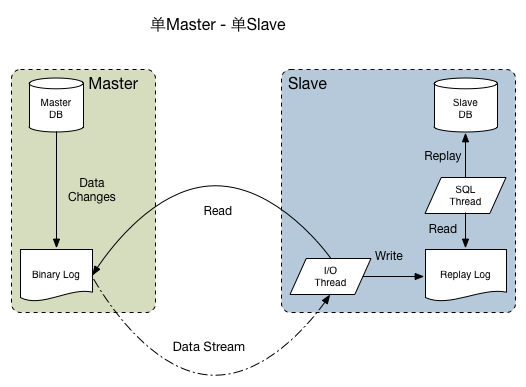 单Master - 单Slave
Master
Slave
Master
DB
Slave
DB
Replay
Data
Changes
SQL
Thread
Read
Read
Write
Binary Log
I/O
Thread
Replay Log
Data Stream